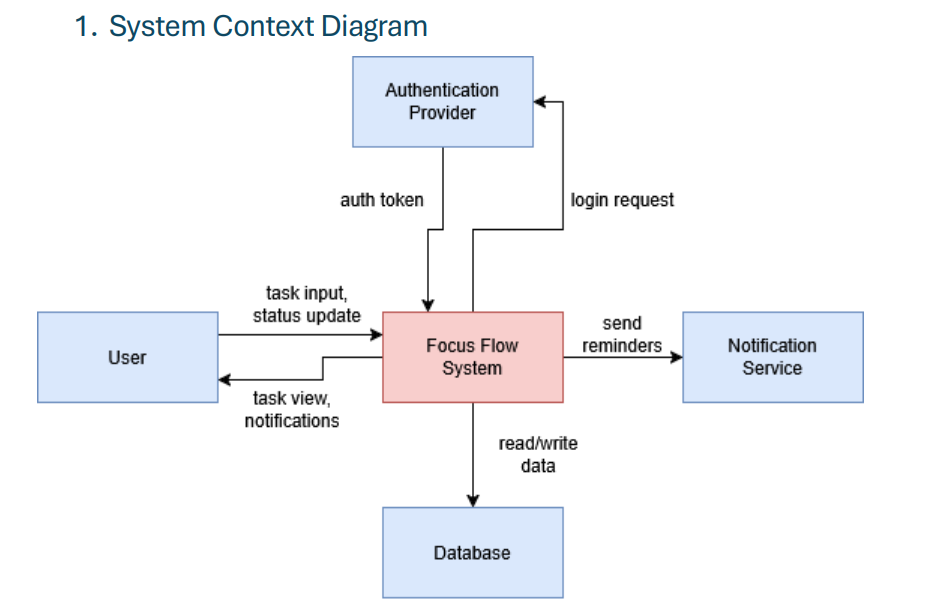 1. System Context Diagram
Authentication
Provider
auth token
login request
task input,
status update
User
Focus Flow
System
send
reminders
Notification
Service
task view,
notifications
read/write
data
Database